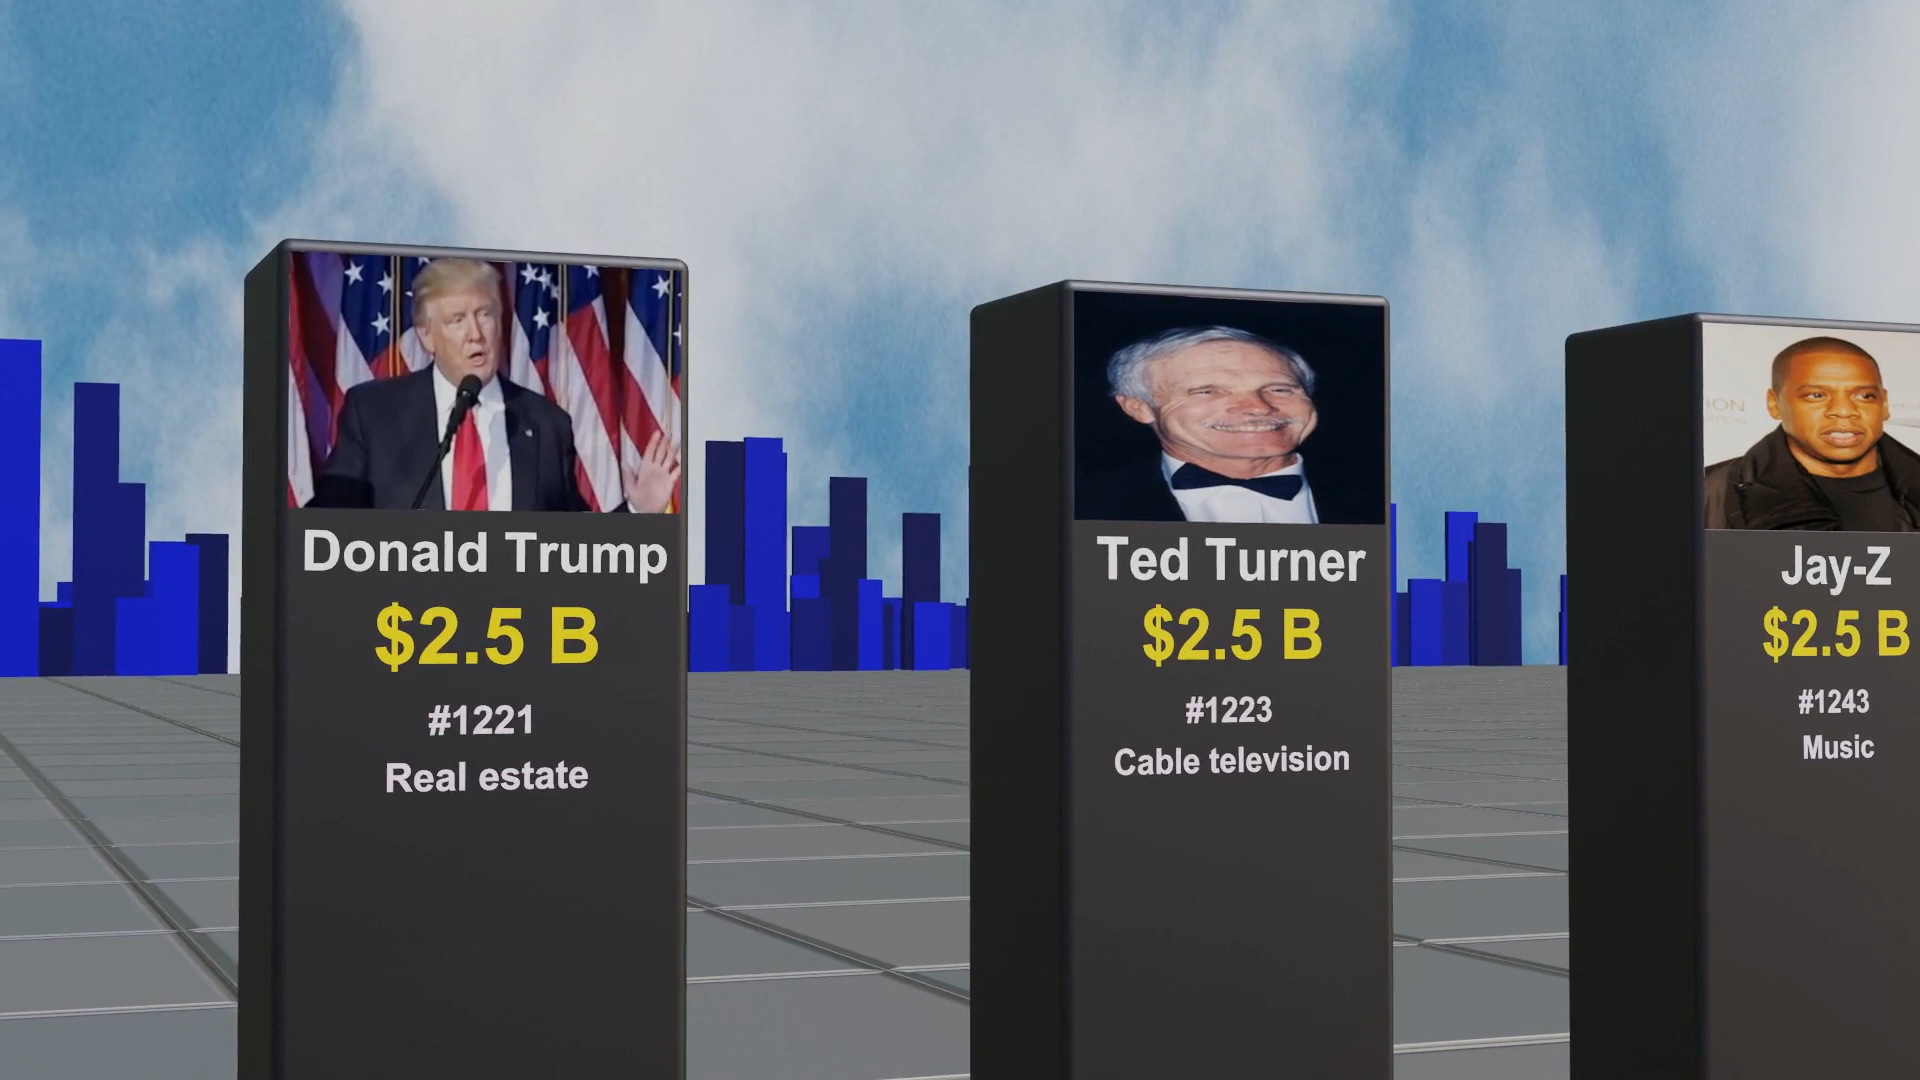 Donald Trump
$2.5 B
#1221
Real estate
Ted Turner
$2.5 B
#1223
Cable television
ION
Jay-Z
$2.5 B
#1243
Music